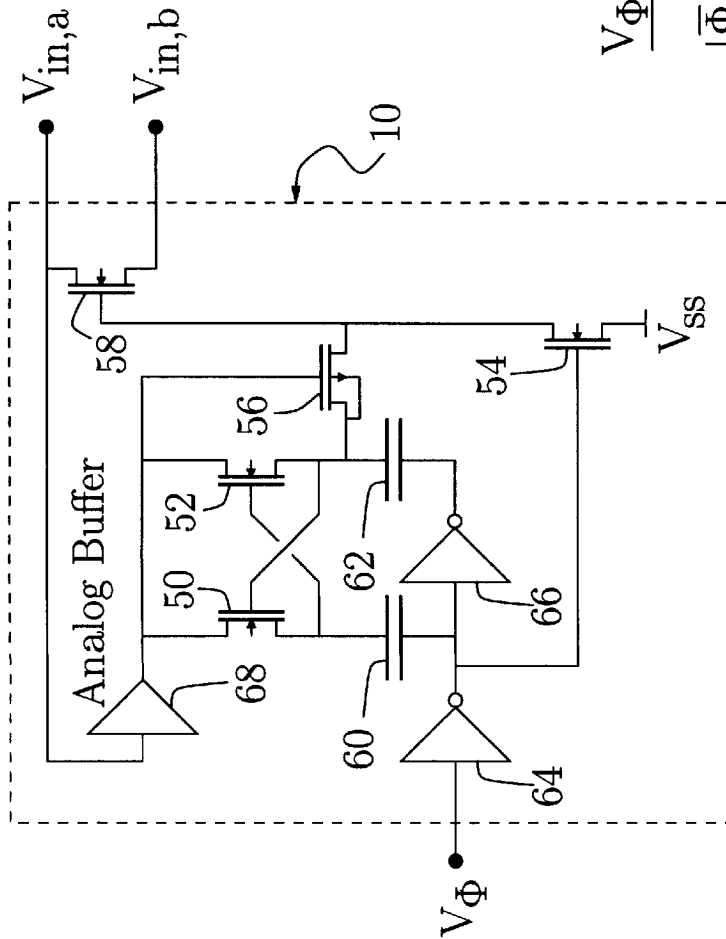 V_in,a
V_in,b
10
58
Analog Buffer
56
52
50
68
54
V_SS
62
60
66
64
V_Φ
V_Φ
Φ̅